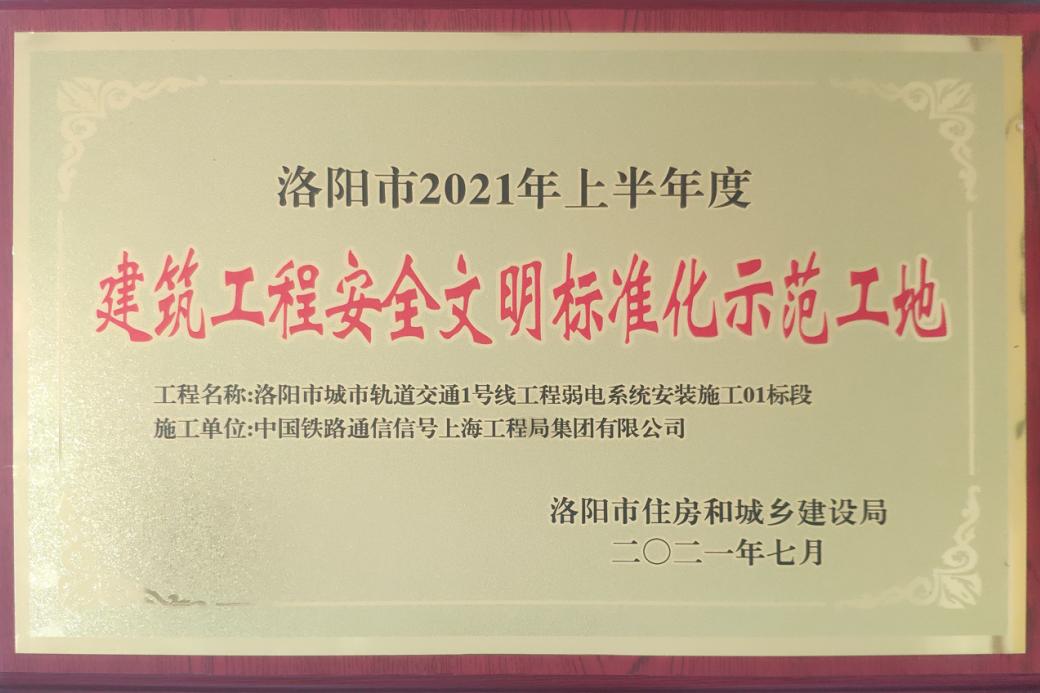 洛阳市2021年上半年度
建筑工程安全文明标准化示范工地
工程名称:洛阳市城市轨道交通1号线工程弱电系统安装施工01标段
施工单位:中国铁路通信信号上海工程局集团有限公司
洛阳市住房和城乡建设局
二〇二一年七月